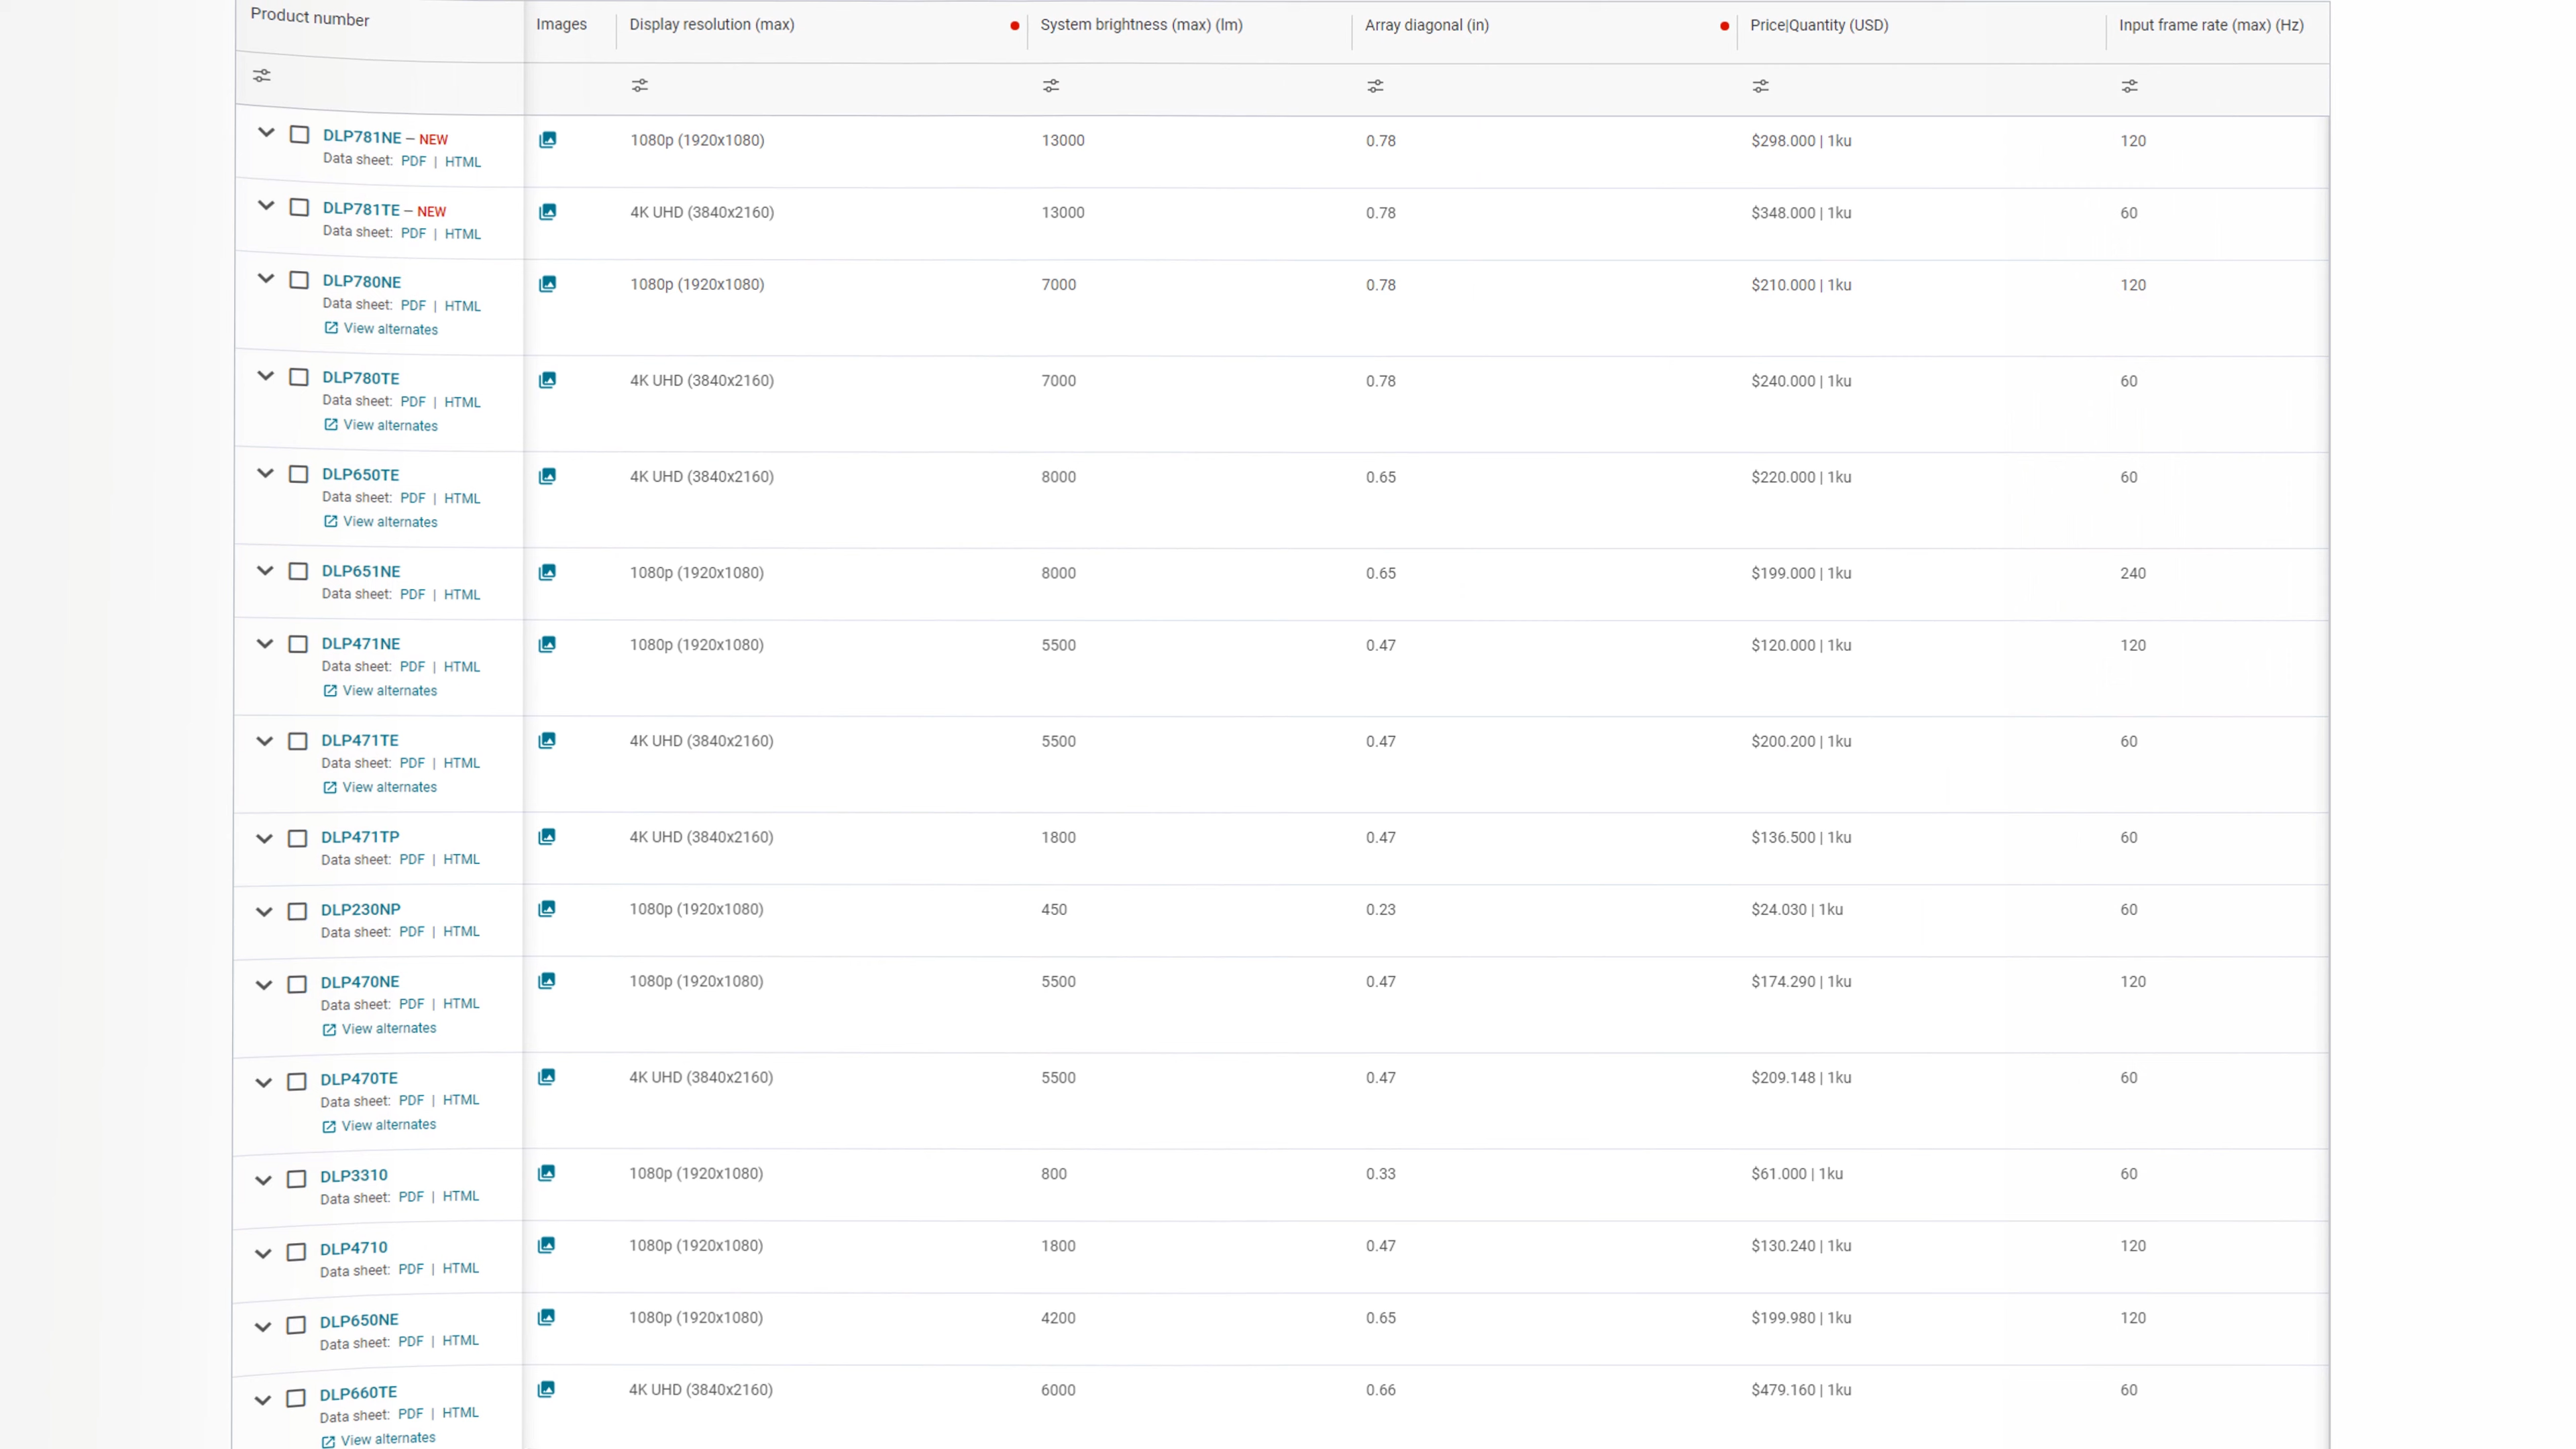 Product number Images Display resolution (max) System brightness (max) (lm) Array diagonal (in) Price|Quantity (USD) Input frame rate (max) (Hz)
DLP781NE – NEW 1080p (1920x1080) 13000 0.78 $298.000 | 1ku 120
Data sheet: PDF | HTML
DLP781TE – NEW 4K UHD (3840x2160) 13000 0.78 $348.000 | 1ku 60
Data sheet: PDF | HTML
DLP780NE 1080p (1920x1080) 7000 0.78 $210.000 | 1ku 120
Data sheet: PDF | HTML
View alternates
DLP780TE 4K UHD (3840x2160) 7000 0.78 $240.000 | 1ku 60
Data sheet: PDF | HTML
View alternates
DLP650TE 4K UHD (3840x2160) 8000 0.65 $220.000 | 1ku 60
Data sheet: PDF | HTML
View alternates
DLP651NE 1080p (1920x1080) 8000 0.65 $199.000 | 1ku 240
Data sheet: PDF | HTML
DLP471NE 1080p (1920x1080) 5500 0.47 $120.000 | 1ku 120
Data sheet: PDF | HTML
View alternates
DLP471TE 4K UHD (3840x2160) 5500 0.47 $200.200 | 1ku 60
Data sheet: PDF | HTML
View alternates
DLP471TP 4K UHD (3840x2160) 1800 0.47 $136.500 | 1ku 60
Data sheet: PDF | HTML
DLP230NP 1080p (1920x1080) 450 0.23 $24.030 | 1ku 60
Data sheet: PDF | HTML
DLP470NE 1080p (1920x1080) 5500 0.47 $174.290 | 1ku 120
Data sheet: PDF | HTML
View alternates
DLP470TE 4K UHD (3840x2160) 5500 0.47 $209.148 | 1ku 60
Data sheet: PDF | HTML
View alternates
DLP3310 1080p (1920x1080) 800 0.33 $61.000 | 1ku 60
Data sheet: PDF | HTML
DLP4710 1080p (1920x1080) 1800 0.47 $130.240 | 1ku 120
Data sheet: PDF | HTML
DLP650NE 1080p (1920x1080) 4200 0.65 $199.980 | 1ku 120
Data sheet: PDF | HTML
DLP660TE 4K UHD (3840x2160) 6000 0.66 $479.160 | 1ku 60
Data sheet: PDF | HTML
View alternates